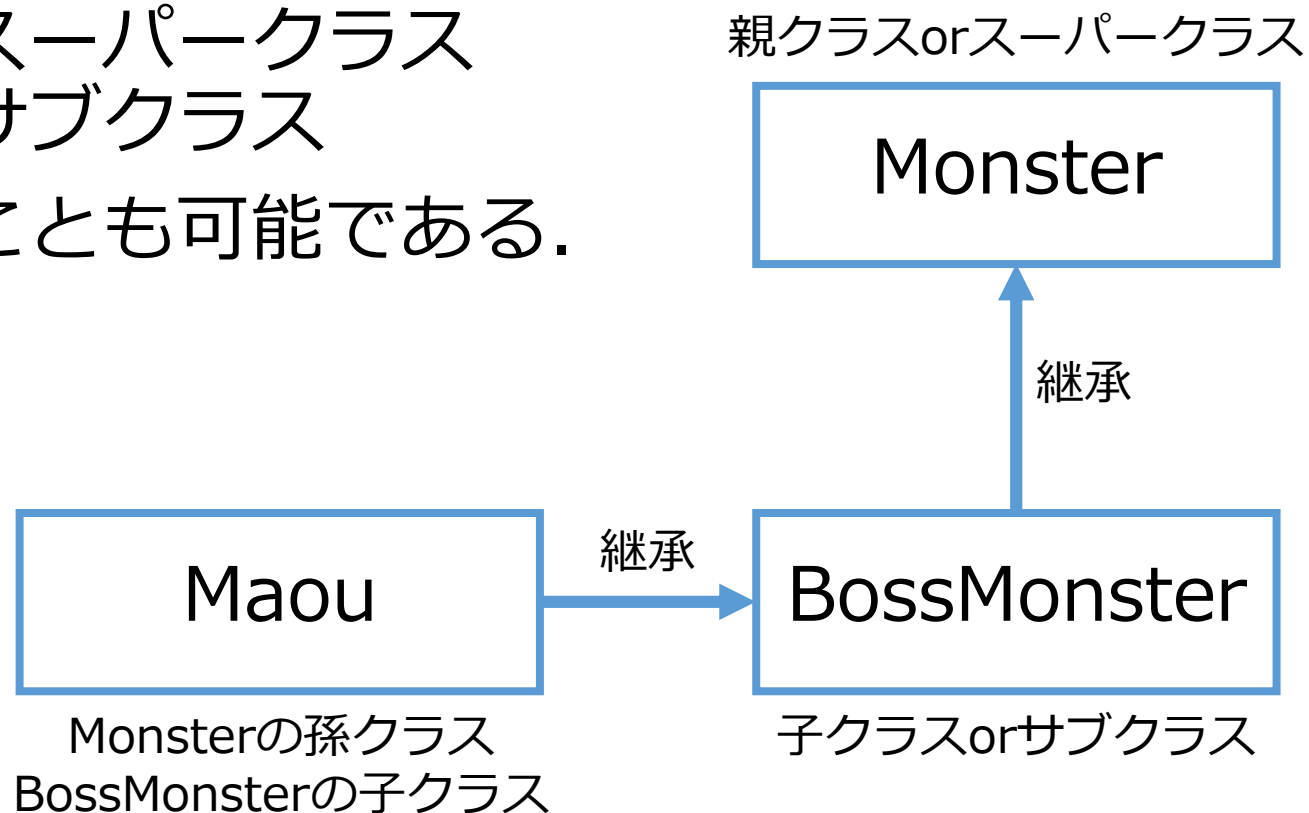 スーパークラス
サブクラス
ことも可能である.
親クラスorスーパークラス
Monster
継承
Maou
継承
BossMonster
Monsterの孫クラス
BossMonsterの子クラス
子クラスorサブクラス